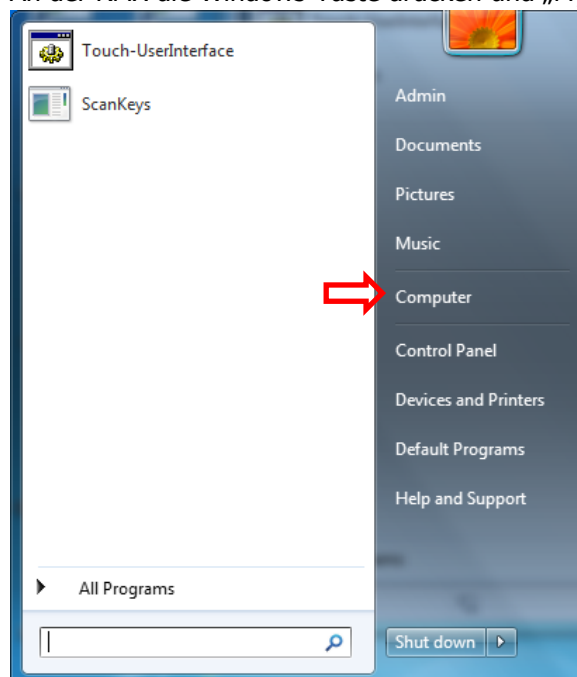 Touch-UserInterface
ScanKeys
Admin
Documents
Pictures
Music
Computer
Control Panel
Devices and Printers
Default Programs
Help and Support
All Programs
Shut down